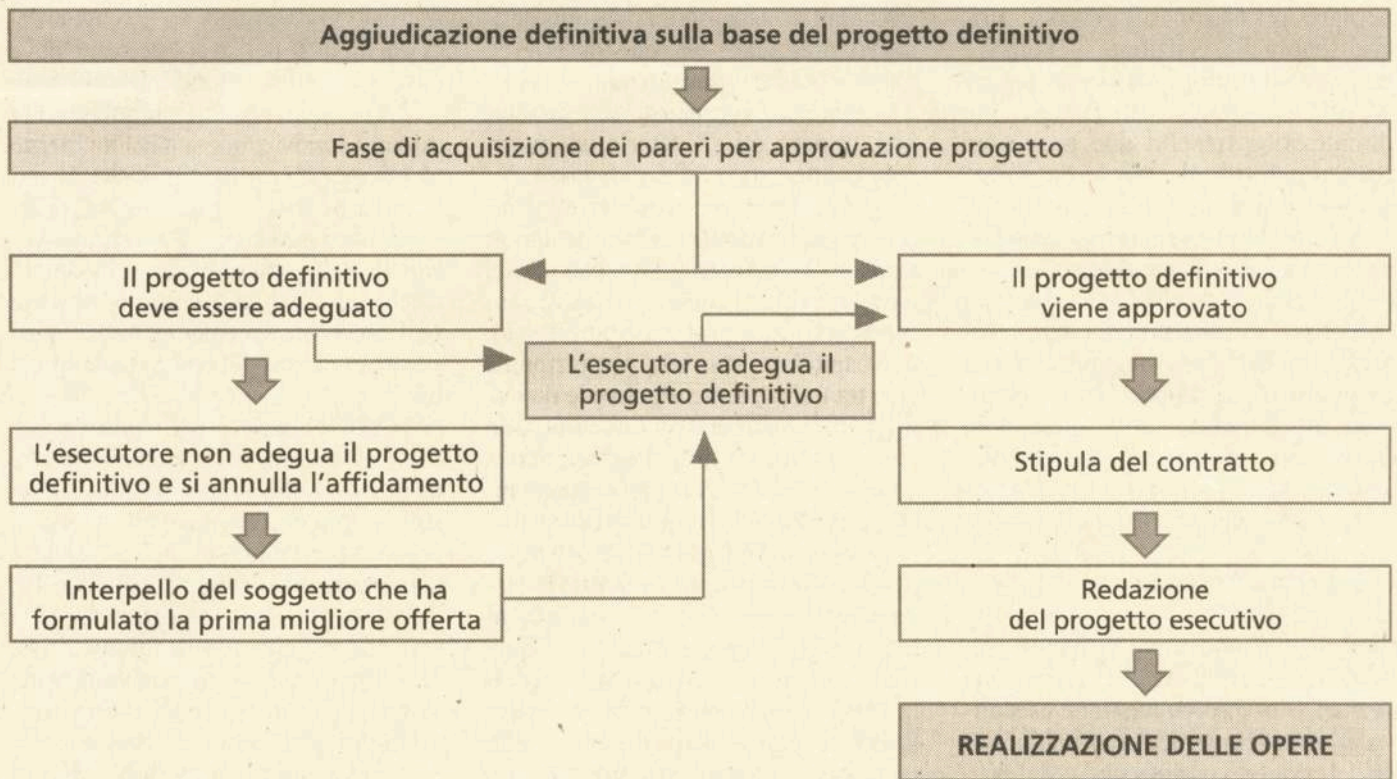 Aggiudicazione definitiva sulla base del progetto definitivo
Fase di acquisizione dei pareri per approvazione progetto
Il progetto definitivo
deve essere adeguato
Il progetto definitivo
viene approvato
L'esecutore adegua il
progetto definitivo
L'esecutore non adegua il progetto
definitivo e si annulla l'affidamento
Stipula del contratto
Interpello del soggetto che ha
formulato la prima migliore offerta
Redazione
del progetto esecutivo
REALIZZAZIONE DELLE OPERE